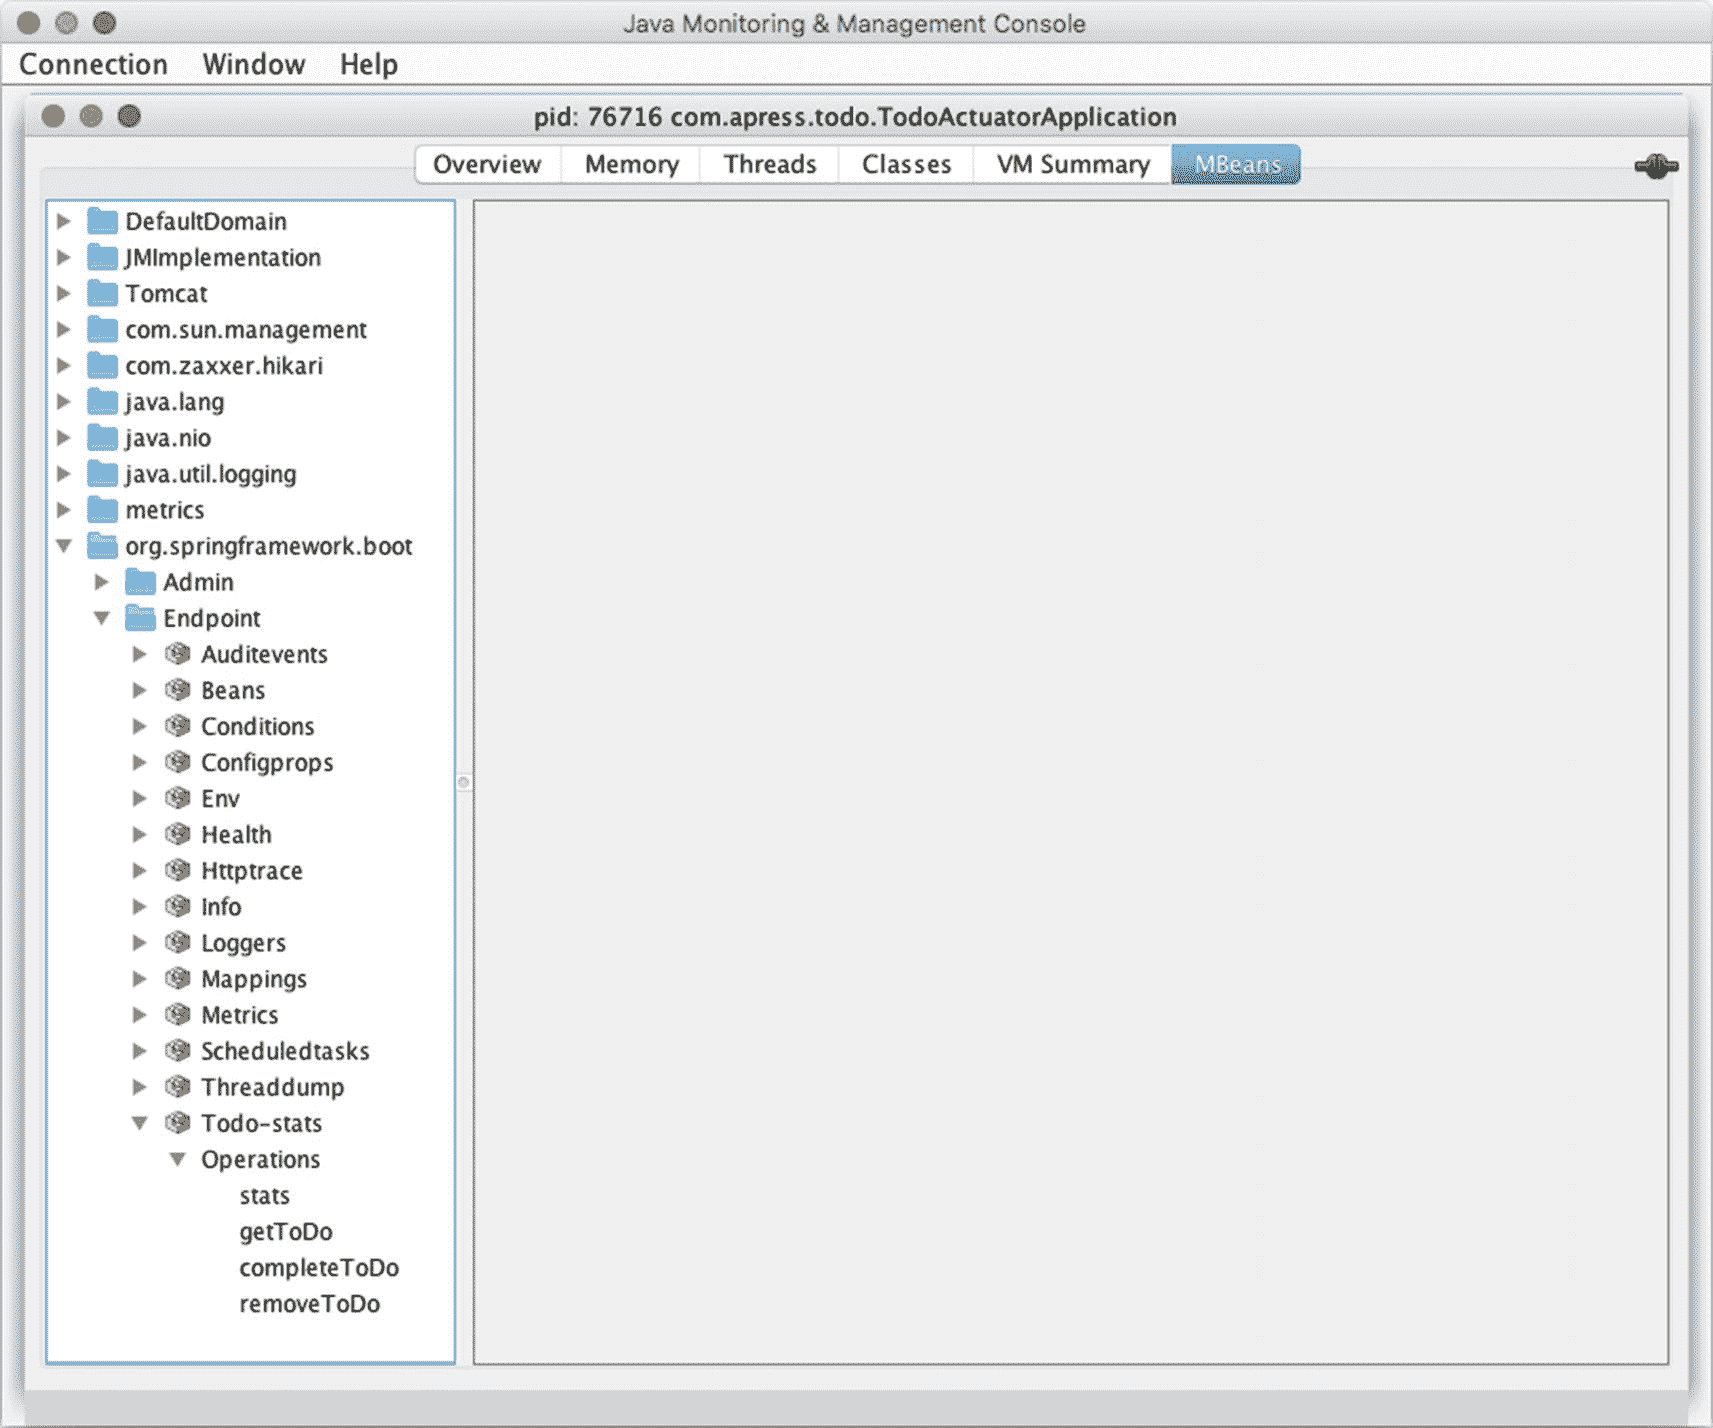 Java Monitoring & Management Console
Connection Window Help
pid: 76716 com.apress.todo.TodoActuatorApplication
Overview Memory Threads Classes VM Summary MBeans
DefaultDomain
JMImplementation
Tomcat
com.sun.management
com.zaxxer.hikari
java.lang
java.nio
java.util.logging
metrics
org.springframework.boot
Admin
Endpoint
Auditevents
Beans
Conditions
Configprops
Env
Health
Httptrace
Info
Loggers
Mappings
Metrics
Scheduledtasks
Threaddump
Todo-stats
Operations
stats
getToDo
completeToDo
removeToDo